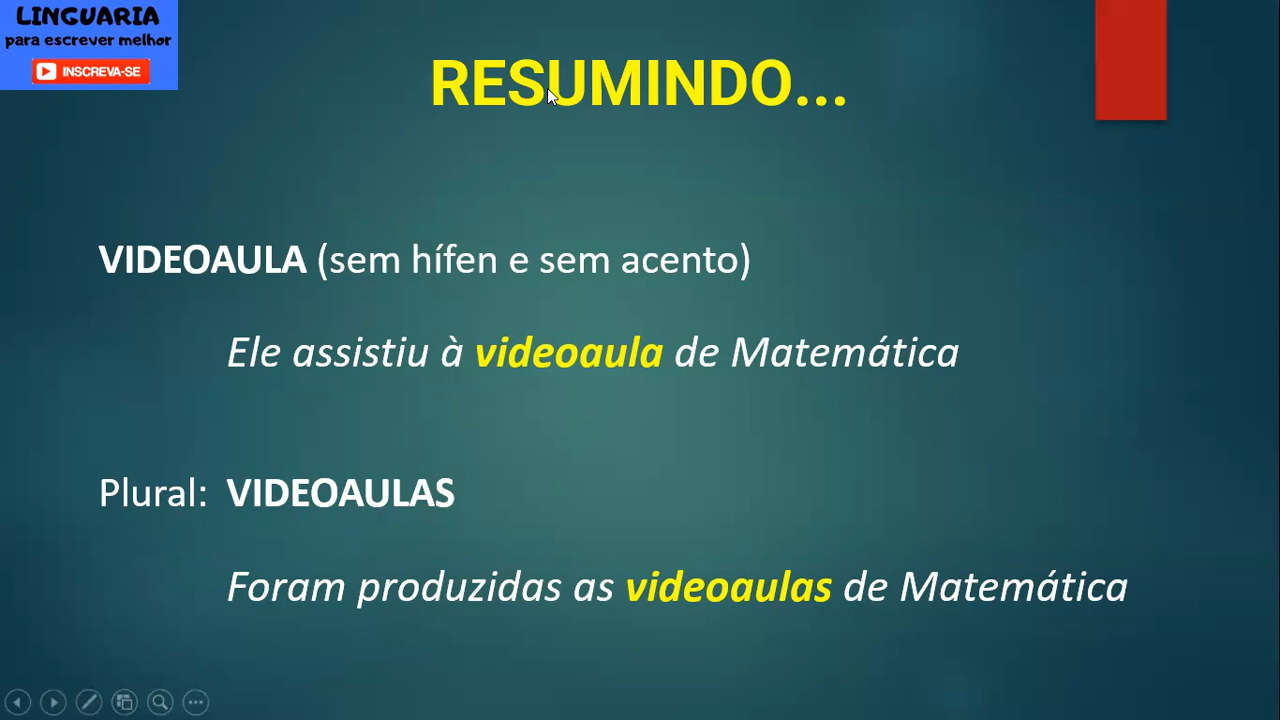 LINGUARIA
para escrever melhor
INSCREVA-SE
RESUMINDO...
VIDEOAULA (sem hífen e sem acento)
Ele assistiu à videoaula de Matemática
Plural: VIDEOAULAS
Foram produzidas as videoaulas de Matemática